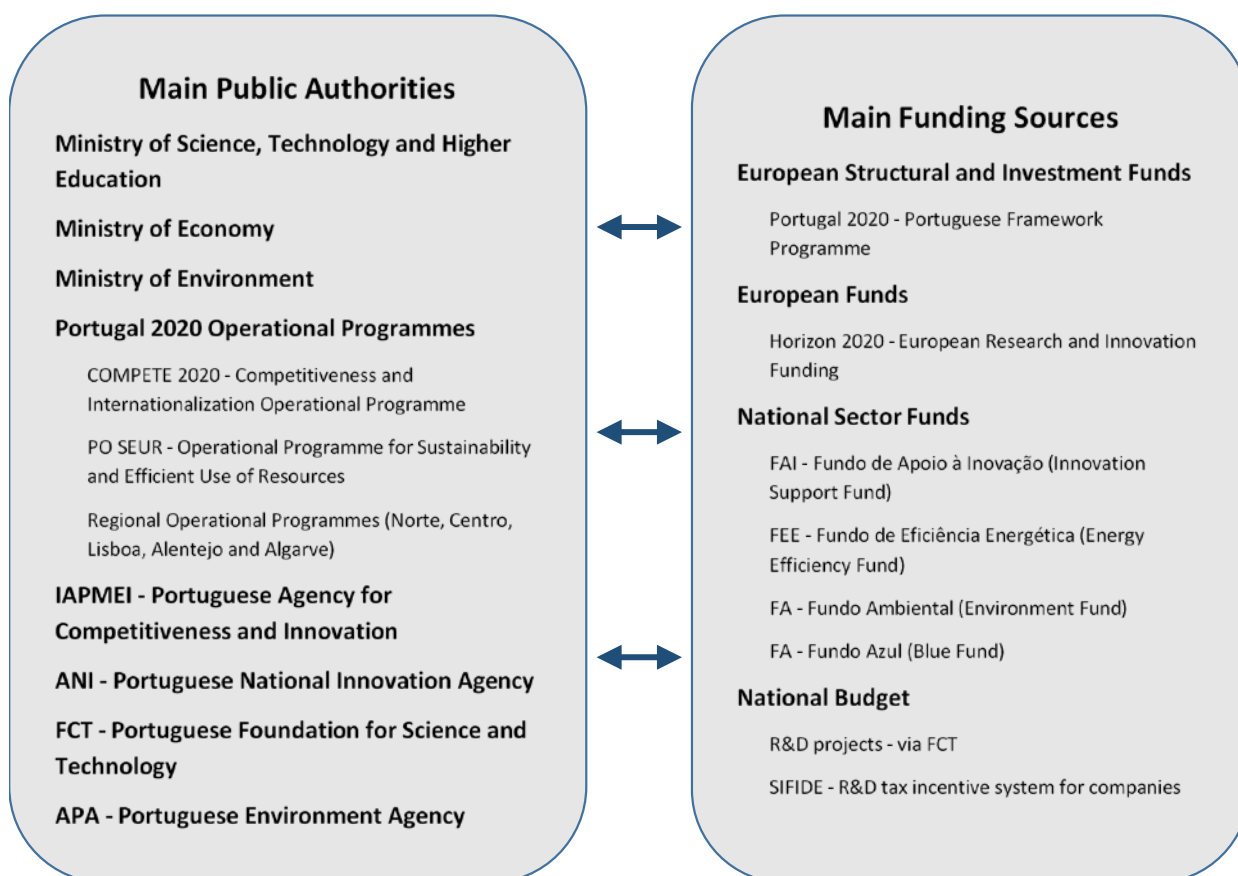 Main Public Authorities
Ministry of Science, Technology and Higher
Education
Ministry of Economy
Ministry of Environment
Portugal 2020 Operational Programmes
COMPETE 2020 - Competitiveness and
Internationalization Operational Programme
PO SEUR - Operational Programme for Sustainability
and Efficient Use of Resources
Regional Operational Programmes (Norte, Centro,
Lisboa, Alentejo and Algarve)
IAPMEI - Portuguese Agency for
Competitiveness and Innovation
ANI - Portuguese National Innovation Agency
FCT - Portuguese Foundation for Science and
Technology
APA - Portuguese Environment Agency
Main Funding Sources
European Structural and Investment Funds
Portugal 2020 - Portuguese Framework
Programme
European Funds
Horizon 2020 - European Research and Innovation
Funding
National Sector Funds
FAI - Fundo de Apoio à Inovação (Innovation
Support Fund)
FEE - Fundo de Eficiência Energética (Energy
Efficiency Fund)
FA - Fundo Ambiental (Environment Fund)
FA - Fundo Azul (Blue Fund)
National Budget
R&D projects - via FCT
SIFIDE - R&D tax incentive system for companies